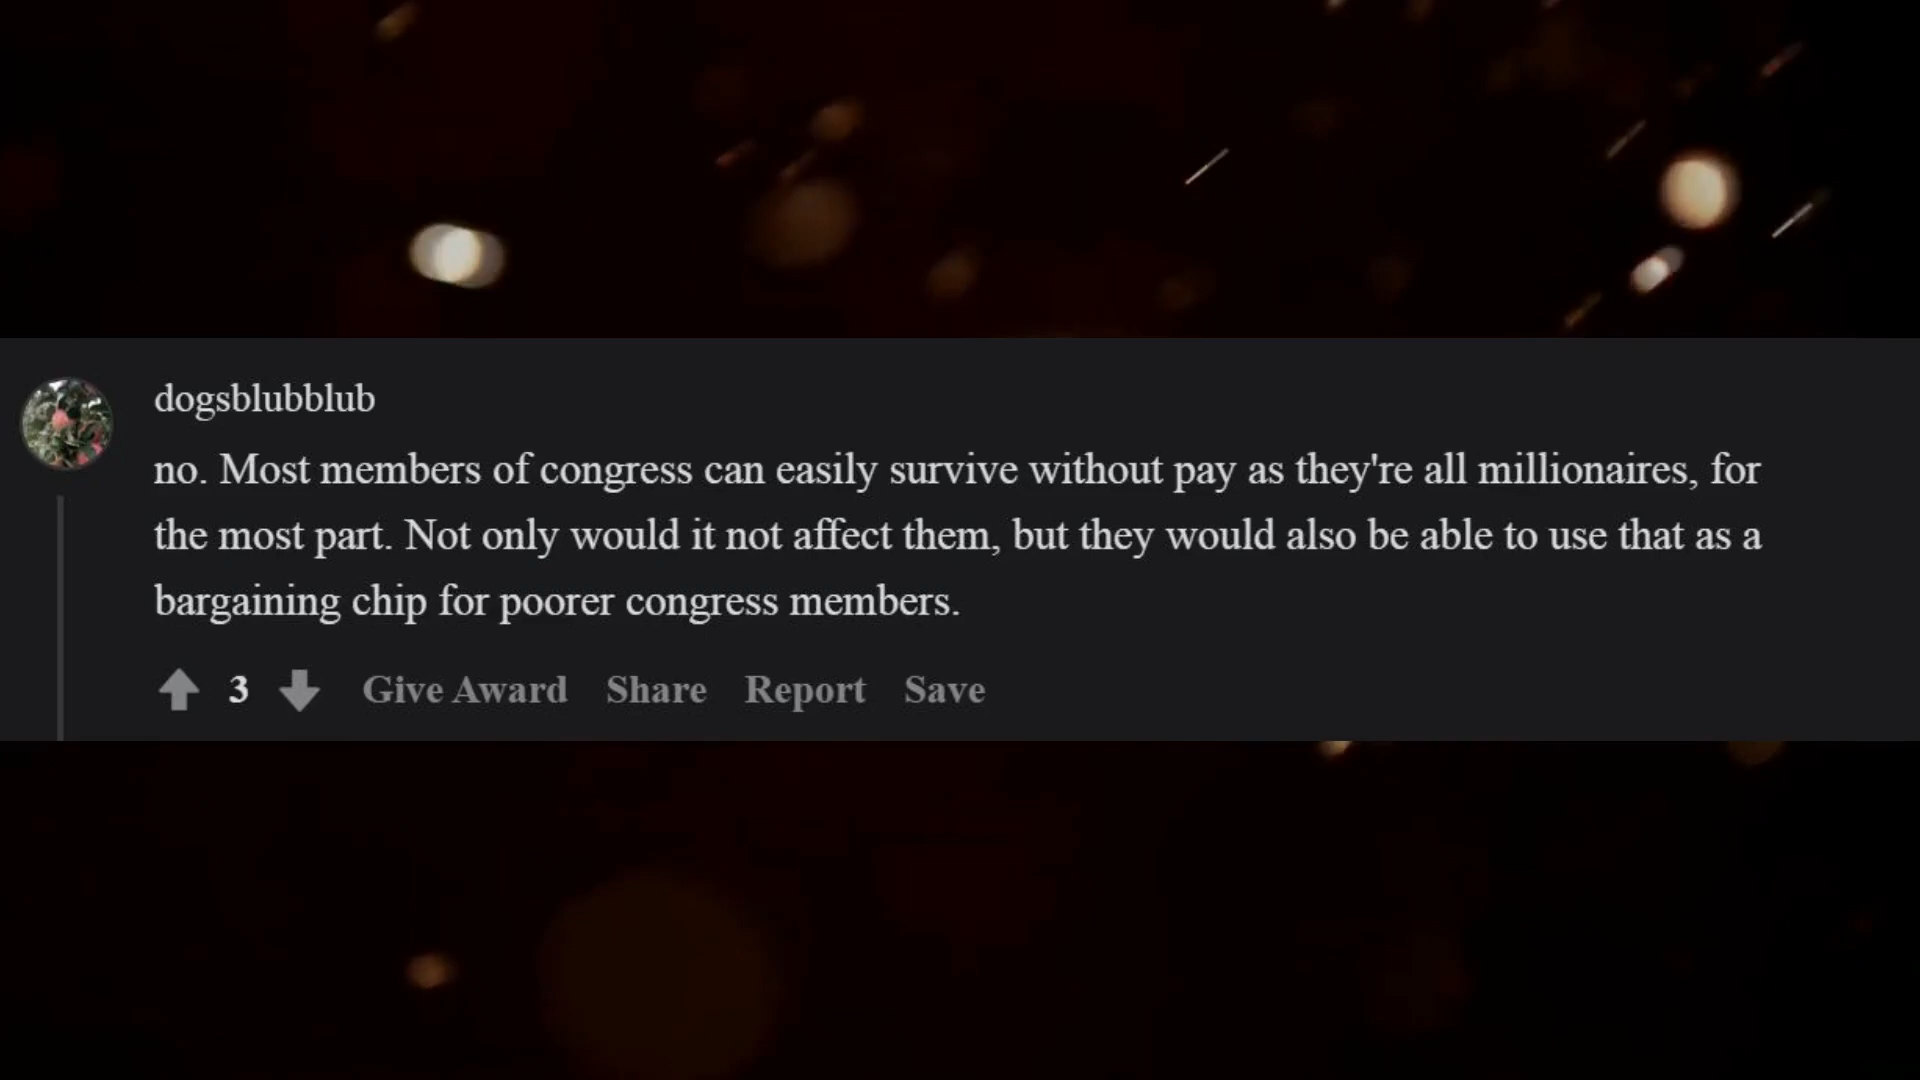 dogsblubblub
no. Most members of congress can easily survive without pay as they're all millionaires, for
the most part. Not only would it not affect them, but they would also be able to use that as a
bargaining chip for poorer congress members.
3 Give Award Share Report Save